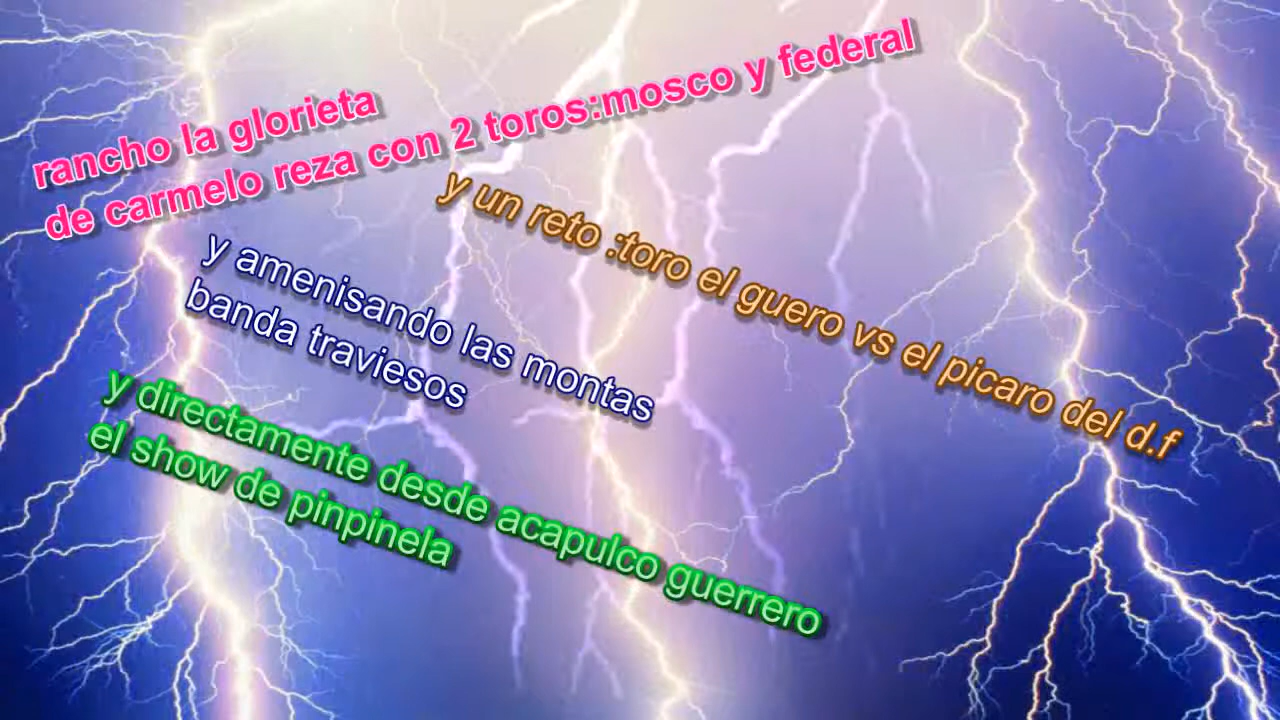 rancho la glorieta
de carmelo reza con 2 toros:mosco y federal
y un reto :toro el guero vs el picaro del d.f
y amenisando las montas
banda traviesos
y directamente desde acapulco guerrero
el show de pinpinela